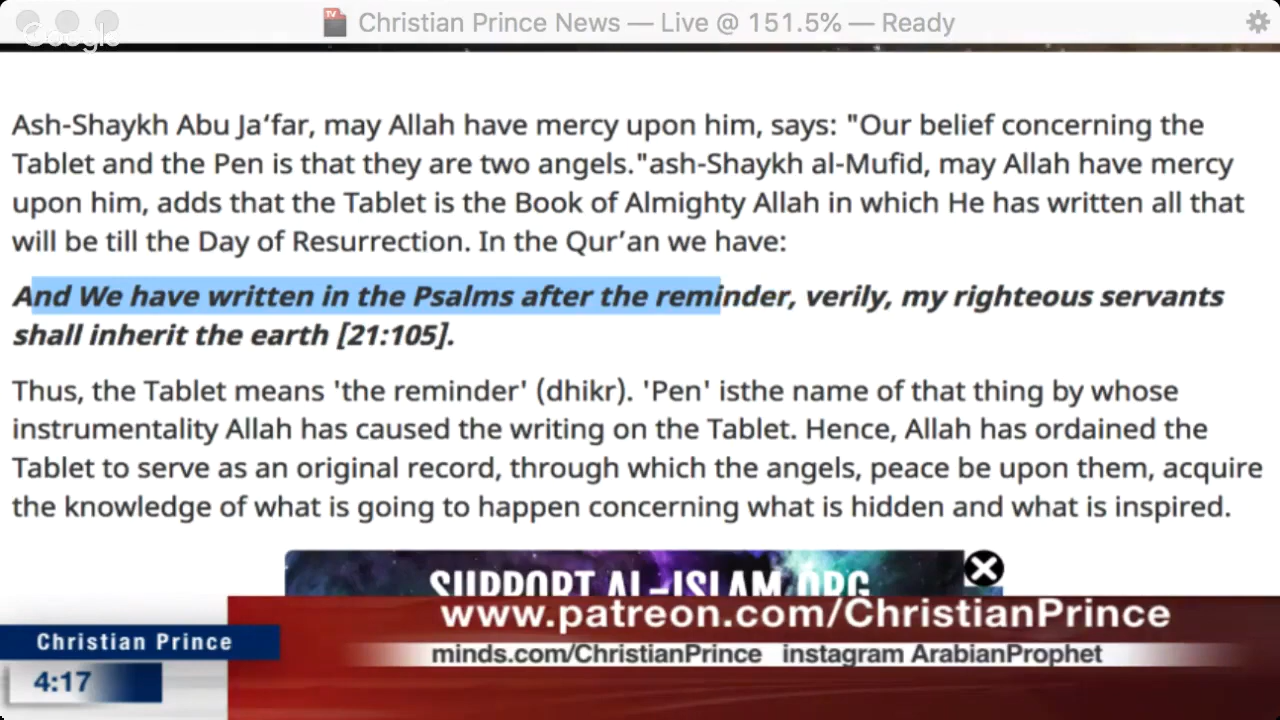 Christian Prince News — Live @ 151.5% — Ready
Google
Ash-Shaykh Abu Ja‘far, may Allah have mercy upon him, says: "Our belief concerning the
Tablet and the Pen is that they are two angels."ash-Shaykh al-Mufid, may Allah have mercy
upon him, adds that the Tablet is the Book of Almighty Allah in which He has written all that
will be till the Day of Resurrection. In the Qur’an we have:
And We have written in the Psalms after the reminder, verily, my righteous servants
shall inherit the earth [21:105].
Thus, the Tablet means 'the reminder' (dhikr). 'Pen' isthe name of that thing by whose
instrumentality Allah has caused the writing on the Tablet. Hence, Allah has ordained the
Tablet to serve as an original record, through which the angels, peace be upon them, acquire
the knowledge of what is going to happen concerning what is hidden and what is inspired.
SUPPORT AL-ISLAM.ORG
www.patreon.com/ChristianPrince
Christian Prince
minds.com/ChristianPrince instagram ArabianProphet
4:17